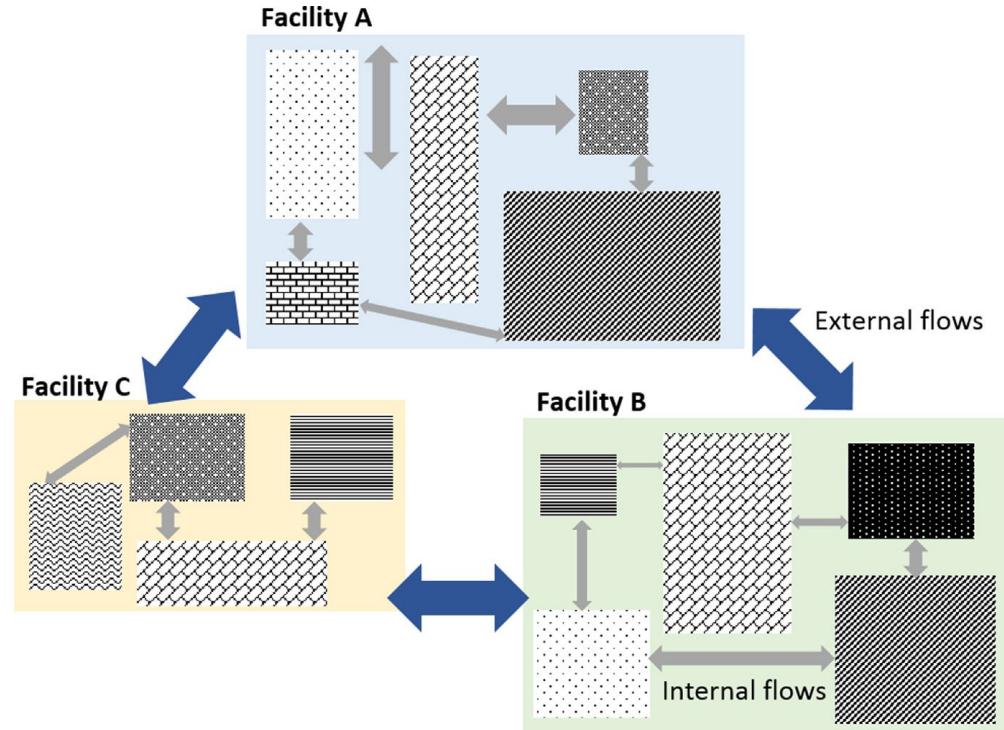 Facility A
External flows
Facility C
Facility B
Internal flows